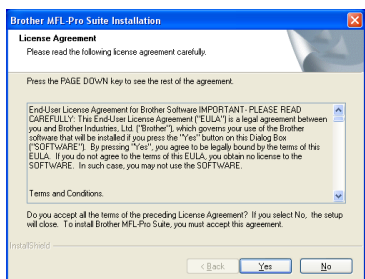 Brother MFL-Pro Suite Installation
License Agreement
Please read the following license agreement carefully.
Press the PAGE DOWN key to see the rest of the agreement.
End-User License Agreement for Brother Software IMPORTANT- PLEASE READ
CAREFULLY: This End-User License Agreement ("EULA") is a legal agreement between
you and Brother Industries, Ltd. ("Brother"), which governs your use of the Brother
software that will be installed if you press the "Yes" button on this Dialog Box
("SOFTWARE"). By pressing "Yes", you agree to be legally bound by the terms of this
EULA. If you do not agree to the terms of this EULA, you obtain no license to the
SOFTWARE. In such case, you may not use the SOFTWARE.
Terms and Conditions.
Do you accept all the terms of the preceding License Agreement? If you select No, the setup
will close. To install Brother MFL-Pro Suite, you must accept this agreement.
InstallShield
< Back Yes No